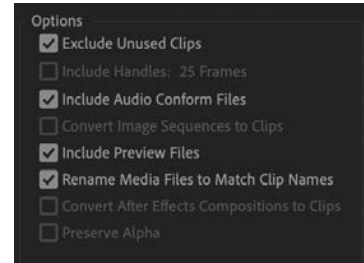 Options
Exclude Unused Clips
Include Handles: 25 Frames
Include Audio Conform Files
Convert Image Sequences to Clips
Include Preview Files
Rename Media Files to Match Clip Names
Convert After Effects Compositions to Clips
Preserve Alpha